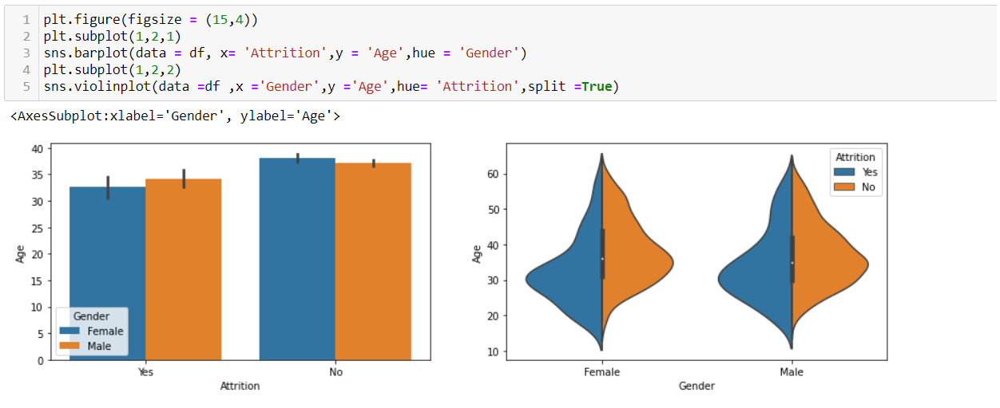 1 plt.figure(figsize = (15,4))
2 plt.subplot(1,2,1)
3 sns.barplot(data = df, x= 'Attrition',y = 'Age',hue = 'Gender')
4 plt.subplot(1,2,2)
5 sns.violinplot(data =df ,x ='Gender',y ='Age',hue= 'Attrition',split =True)
<AxesSubplot:xlabel='Gender', ylabel='Age'>
40
35
30
25
20
15
10
5
0
Age
Gender
Female
Male
Yes
No
Attrition
60
50
40
30
20
10
Age
Attrition
Yes
No
Female
Male
Gender